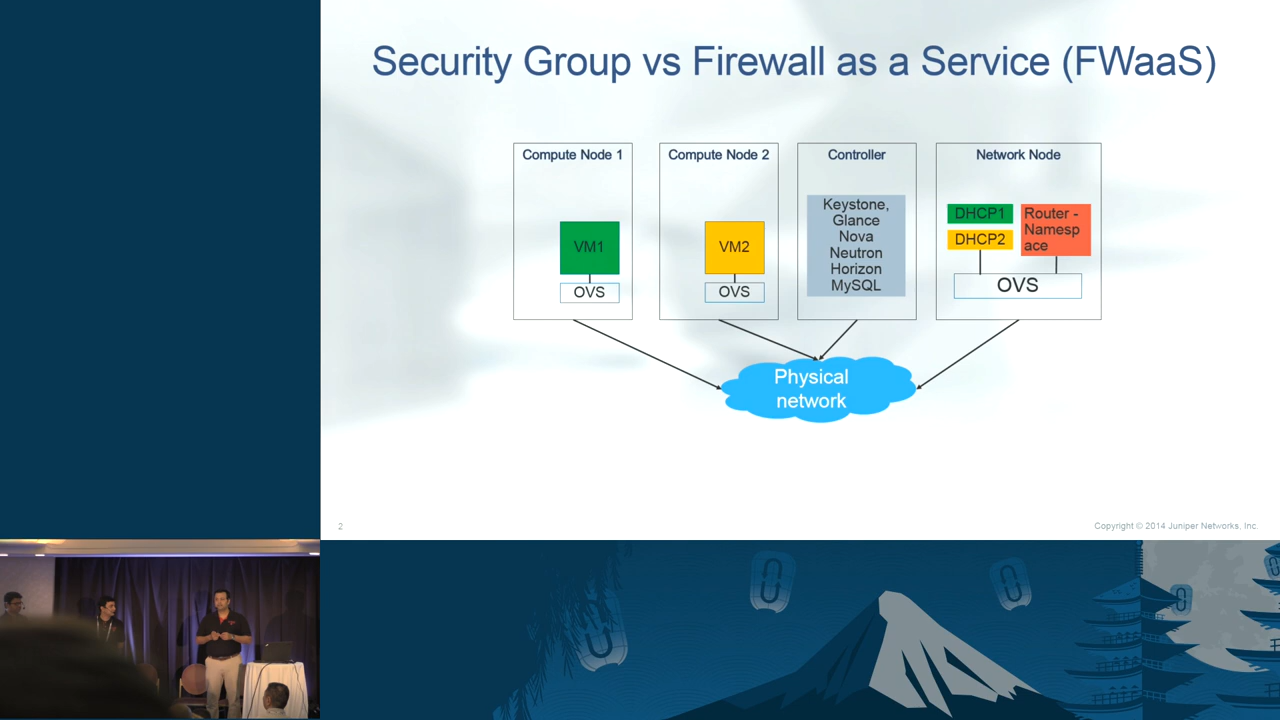 Security Group vs Firewall as a Service (FWaaS)
Compute Node 1
VM1
OVS
Compute Node 2
VM2
OVS
Controller
Keystone,
Glance
Nova
Neutron
Horizon
MySQL
Network Node
DHCP1
DHCP2
Router -
Namesp
ace
OVS
Physical
network
2
Copyright © 2014 Juniper Networks, Inc.